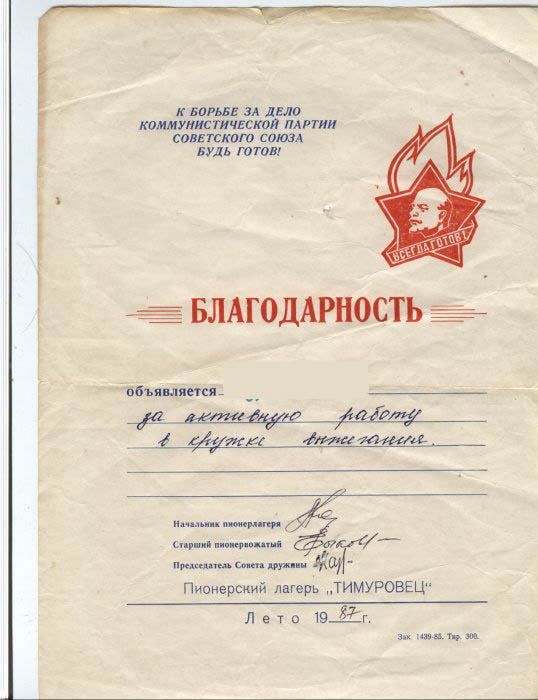 К БОРЬБЕ ЗА ДЕЛО
КОММУНИСТИЧЕСКОЙ ПАРТИИ
СОВЕТСКОГО СОЮЗА
БУДЬ ГОТОВ!
ВСЕГДА ГОТОВ!
БЛАГОДАРНОСТЬ
объявляется
за активную работу
в кружке выжигания.
Начальник пионерлагеря
Старший пионервожатый
Председатель Совета дружины
Пионерский лагерь „ТИМУРОВЕЦ"
Лето 1987 г.
Зак. 1439-85. Тир. 300.